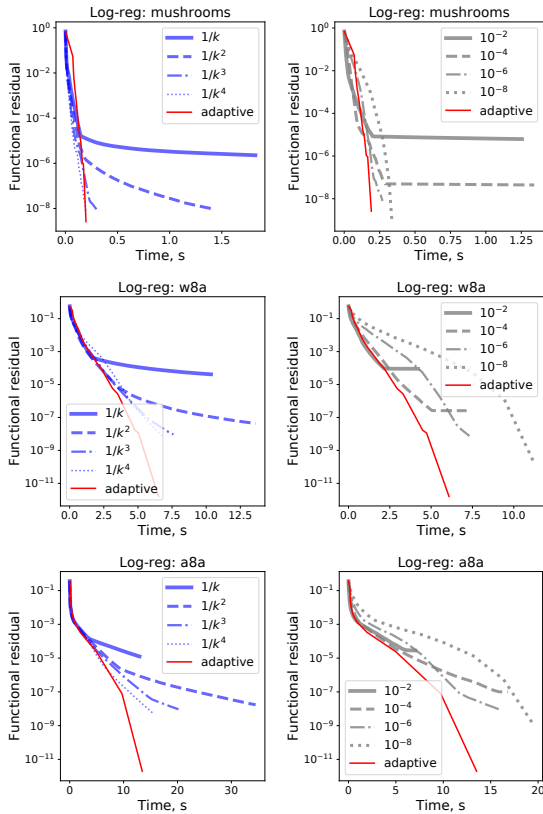 Log-reg: mushrooms
Functional residual
10^0
10^-2
10^-4
10^-6
10^-8
1/k
1/k^2
1/k^3
1/k^4
adaptive
0.0
0.5
1.0
1.5
Time, s
Log-reg: mushrooms
Functional residual
10^0
10^-2
10^-4
10^-6
10^-8
10^-2
10^-4
10^-6
10^-8
adaptive
0.00
0.25
0.50
0.75
1.00
1.25
Time, s
Log-reg: w8a
Functional residual
10^-1
10^-3
10^-5
10^-7
10^-9
10^-11
1/k
1/k^2
1/k^3
1/k^4
adaptive
0.0
2.5
5.0
7.5
10.0
12.5
Time, s
Log-reg: w8a
Functional residual
10^-1
10^-3
10^-5
10^-7
10^-9
10^-11
10^-2
10^-4
10^-6
10^-8
adaptive
0.0
2.5
5.0
7.5
10.0
Time, s
Log-reg: a8a
Functional residual
10^-1
10^-3
10^-5
10^-7
10^-9
10^-11
1/k
1/k^2
1/k^3
1/k^4
adaptive
0
10
20
30
Time, s
Log-reg: a8a
Functional residual
10^-1
10^-3
10^-5
10^-7
10^-9
10^-11
10^-2
10^-4
10^-6
10^-8
adaptive
0
5
10
15
20
Time, s